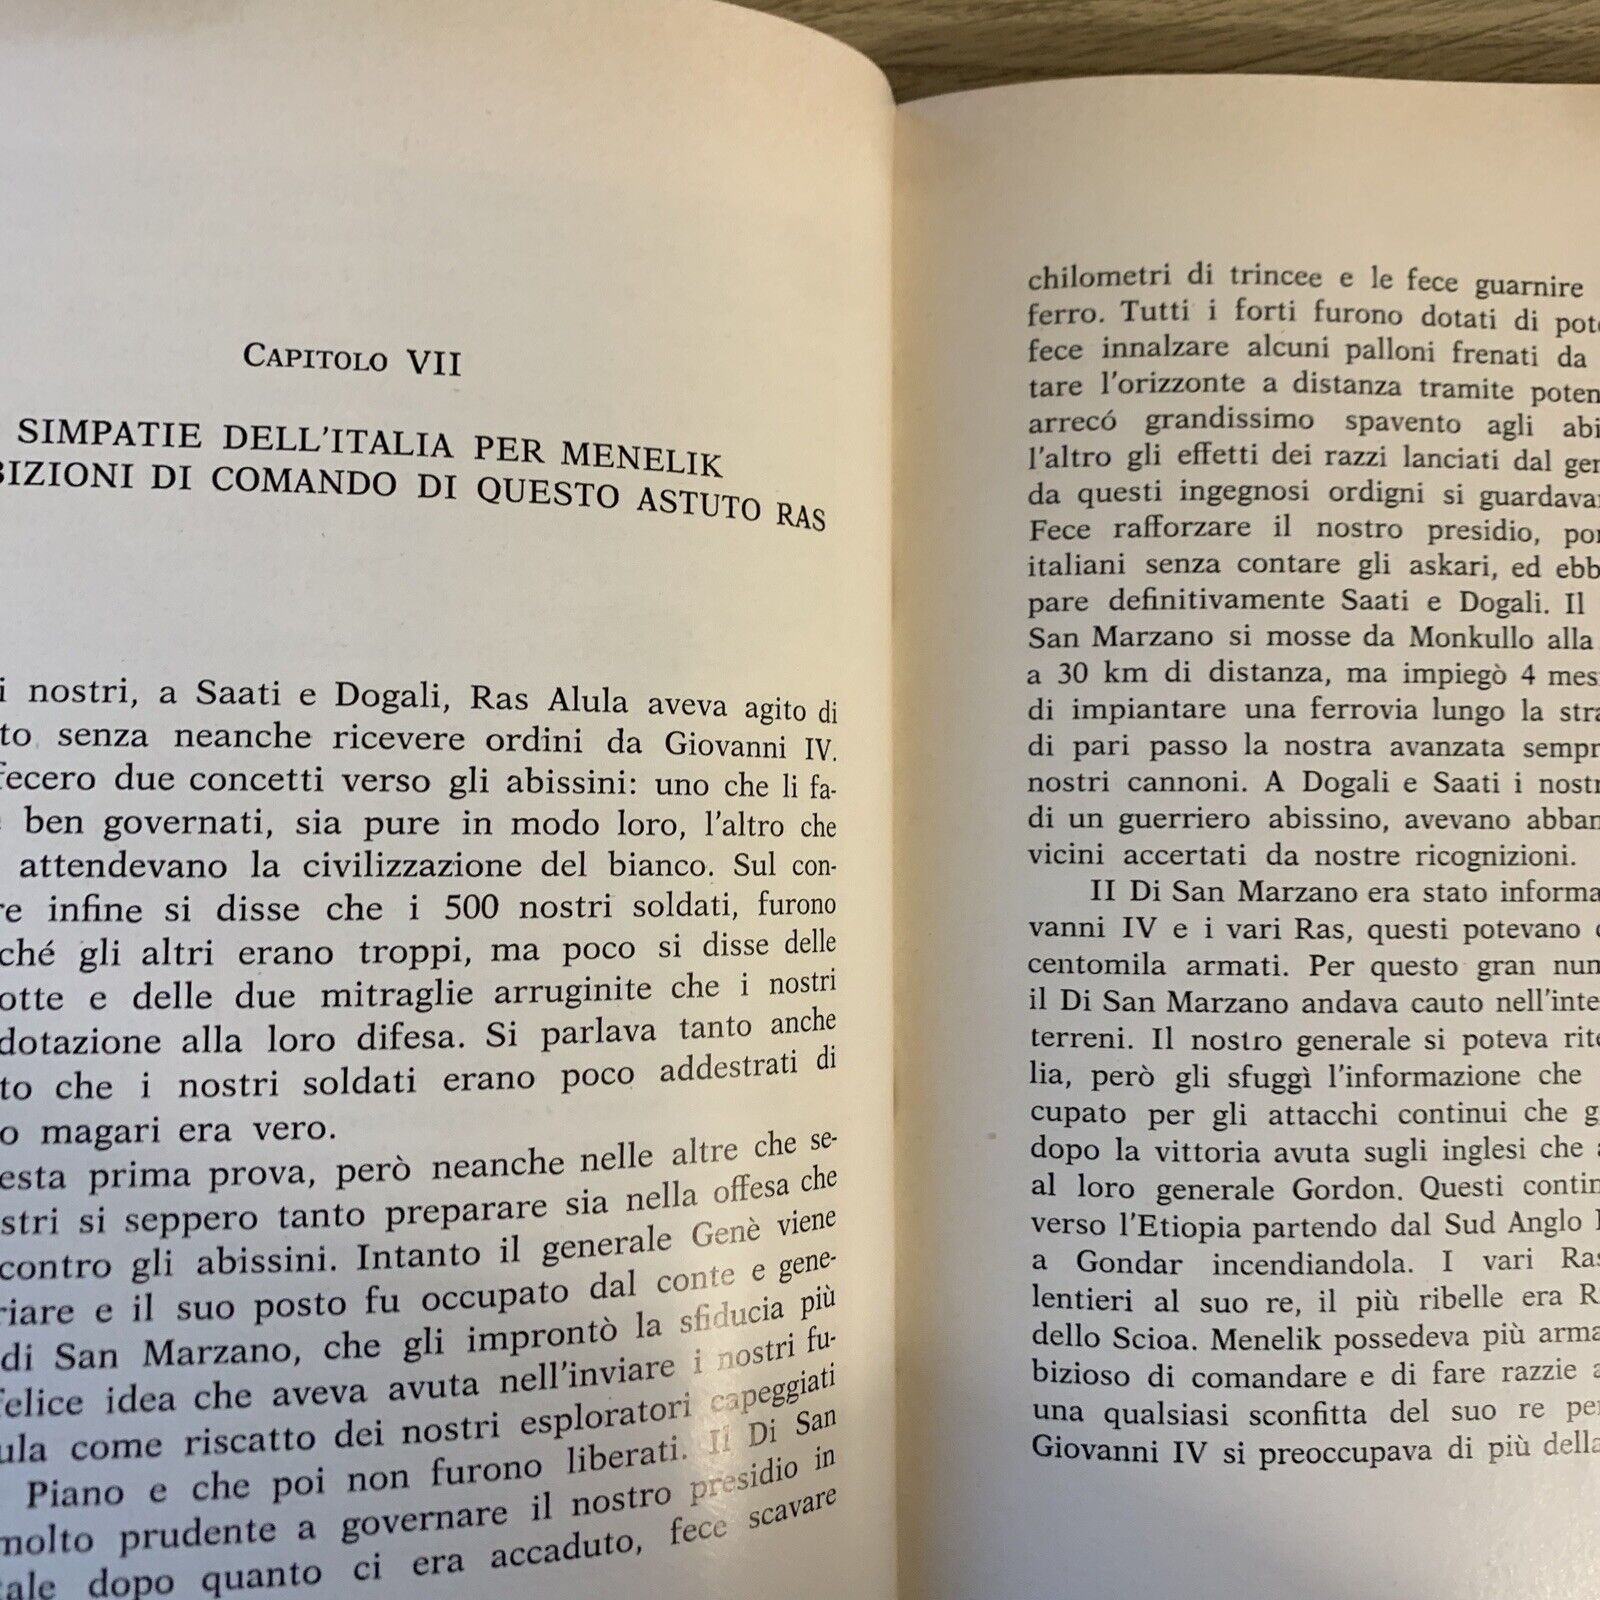 CAPITOLO VII
SIMPATIE DELL'ITALIA PER MENELIK
BIZIONI DI COMANDO DI QUESTO ASTUTO RAS
i nostri, a Saati e Dogali, Ras Alula aveva agito di
to senza neanche ricevere ordini da Giovanni IV.
fecero due concetti verso gli abissini: uno che li fa-
ben governati, sia pure in modo loro, l'altro che
attendevano la civilizzazione del bianco. Sul con-
re infine si disse che i 500 nostri soldati, furono
ché gli altri erano troppi, ma poco si disse delle
otte e delle due mitraglie arruginite che i nostri
dotazione alla loro difesa. Si parlava tanto anche
to che i nostri soldati erano poco addestrati di
o magari era vero.
esta prima prova, però neanche nelle altre che se-
stri si seppero tanto preparare sia nella offesa che
contro gli abissini. Intanto il generale Genè viene
riare e il suo posto fu occupato dal conte e gene-
di San Marzano, che gli improntò la sfiducia più
felice idea che aveva avuta nell'inviare i nostri fu-
ula come riscatto dei nostri esploratori capeggiati
Piano e che poi non furono liberati. Il Di San
molto prudente a governare il nostro presidio in
tale dopo quanto ci era accaduto, fece scavare
chilometri di trincee e le fece guarnire
ferro. Tutti i forti furono dotati di pote
fece innalzare alcuni palloni frenati da
tare l'orizzonte a distanza tramite poten
arrecó grandissimo spavento agli abi
l'altro gli effetti dei razzi lanciati dal gen
da questi ingegnosi ordigni si guardavan
Fece rafforzare il nostro presidio, por
italiani senza contare gli askari, ed ebb
pare definitivamente Saati e Dogali. Il
San Marzano si mosse da Monkullo alla
a 30 km di distanza, ma impiegò 4 mes
di impiantare una ferrovia lungo la stra
di pari passo la nostra avanzata sempr
nostri cannoni. A Dogali e Saati i nostr
di un guerriero abissino, avevano abban
vicini accertati da nostre ricognizioni.
II Di San Marzano era stato informa
vanni IV e i vari Ras, questi potevano
centomila armati. Per questo gran num
il Di San Marzano andava cauto nell'inte
terreni. Il nostro generale si poteva rite
lia, però gli sfuggì l'informazione che
cupato per gli attacchi continui che g
dopo la vittoria avuta sugli inglesi che
al loro generale Gordon. Questi contin
verso l'Etiopia partendo dal Sud Anglo
a Gondar incendiandola. I vari Ras
lentieri al suo re, il più ribelle era R
dello Scioa. Menelik possedeva più arma
bizioso di comandare e di fare razzie a
una qualsiasi sconfitta del suo re per
Giovanni IV si preoccupava di più della